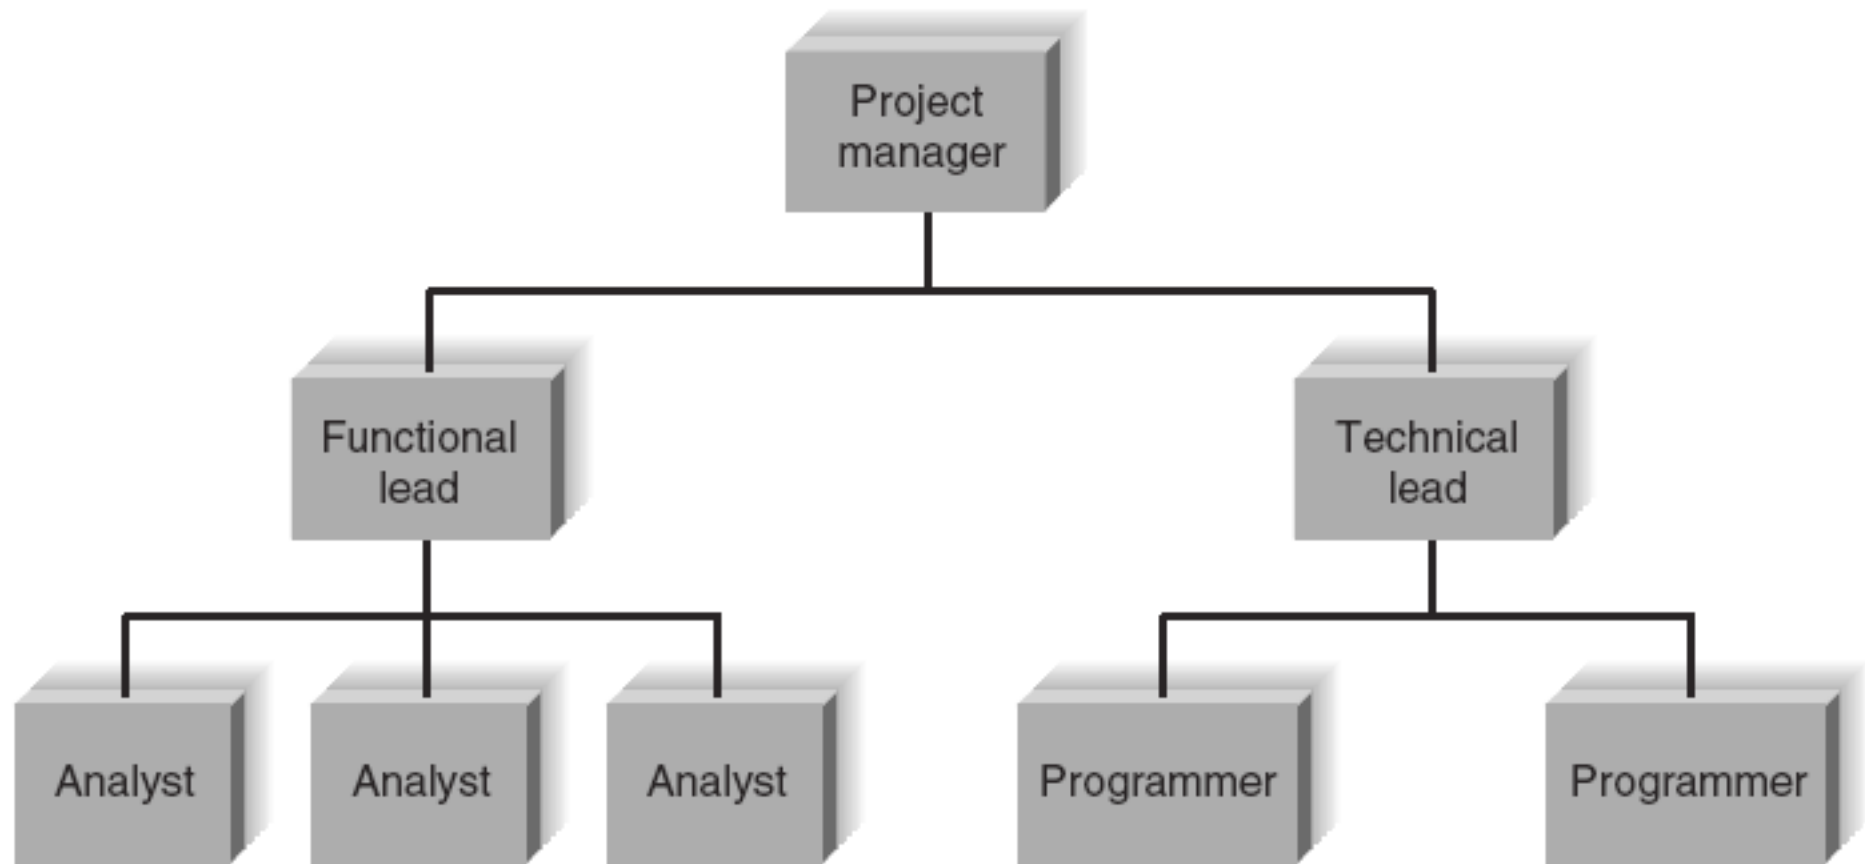 Project
manager
Functional
lead
Technical
lead
Analyst
Analyst
Analyst
Programmer
Programmer